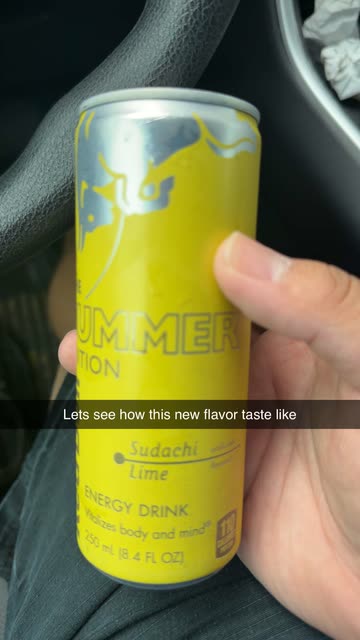 UMMER
TION
Lets see how this new flavor taste like
Sudachi
Lime
ENERGY DRINK
Vitalizes body and mind
250 ml (8.4 FL OZ)
110